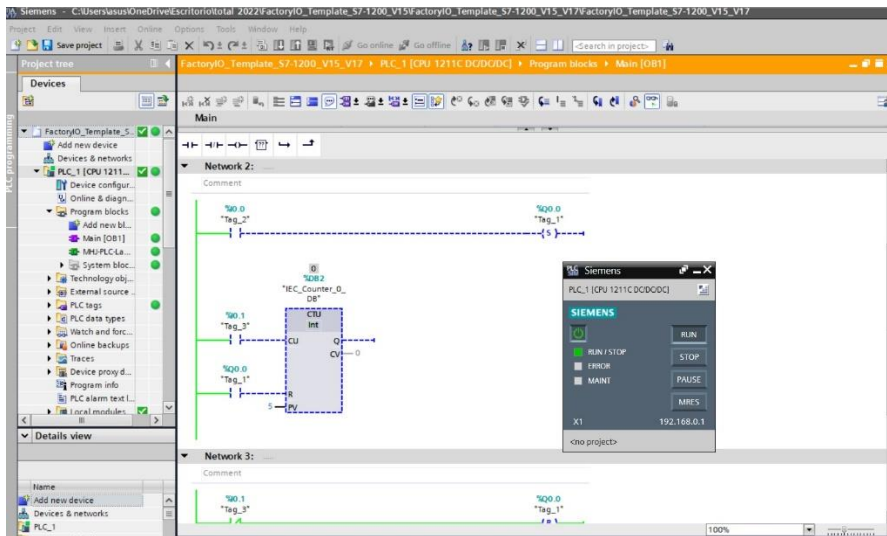 Siemens - C:\Users\asus\OneDrive\Escritorio\total 2022\FactoryIO_Template_S7-1200_V15\FactoryIO_Template_S7-1200_V15_V17\FactoryIO_Template_S7-1200_V15_V17
Project Edit View Insert Online Options Tools Window Help
Save project Go online Go offline <Search in project>
Project tree
FactoryIO_Template_S7-1200_V15_V17 PLC_1 [CPU 1211C DC/DC/DC] Program blocks Main [OB1]
Devices
Main
PLC programming
FactoryIO_Template_S...
Add new device
Devices & networks
PLC_1 [CPU 1211...
Device configur...
Online & diagn...
Program blocks
Add new bl...
Main [OB1]
MHJ-PLC-La...
System bloc...
Technology obj...
External source ...
PLC tags
PLC data types
Watch and forc...
Online backups
Traces
Device proxy d...
Program info
PLC alarm text l...
Local modules
Details view
Name
Add new device
Devices & networks
PLC_1
Network 2:
Comment
%I0.0
"Tag_2"
%Q0.0
"Tag_1"
S
0
%DB2
"IEC_Counter_0_
DB"
CTU
Int
%I0.1
"Tag_3"
CU Q
CV 0
%Q0.0
"Tag_1"
R
5 PV
Network 3:
Comment
%I0.1
"Tag_3"
%Q0.0
"Tag_1"
Siemens
PLC_1 [CPU 1211C DC/DC/DC]
SIEMENS
RUN
RUN / STOP
STOP
ERROR
MAINT
PAUSE
MRES
X1 192.168.0.1
<no project>
100%